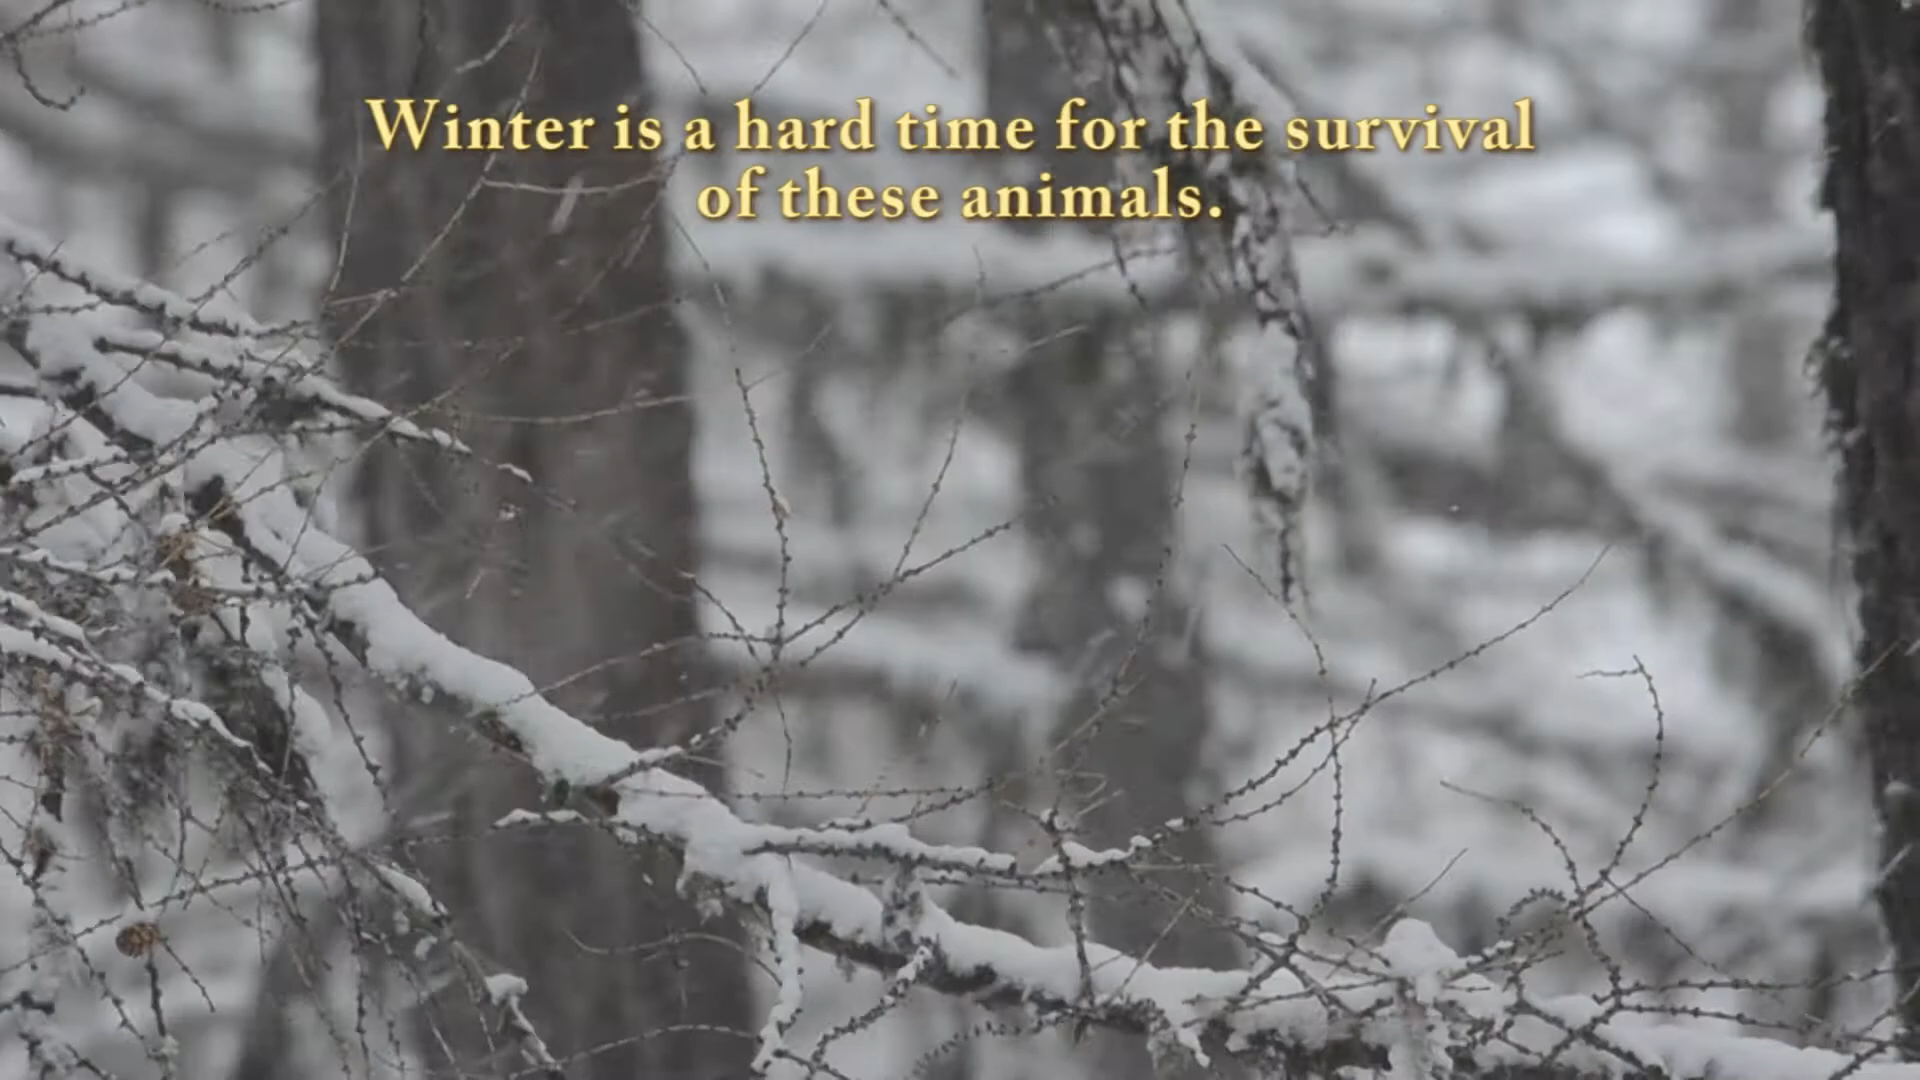 Winter is a hard time for the survival
of these animals.